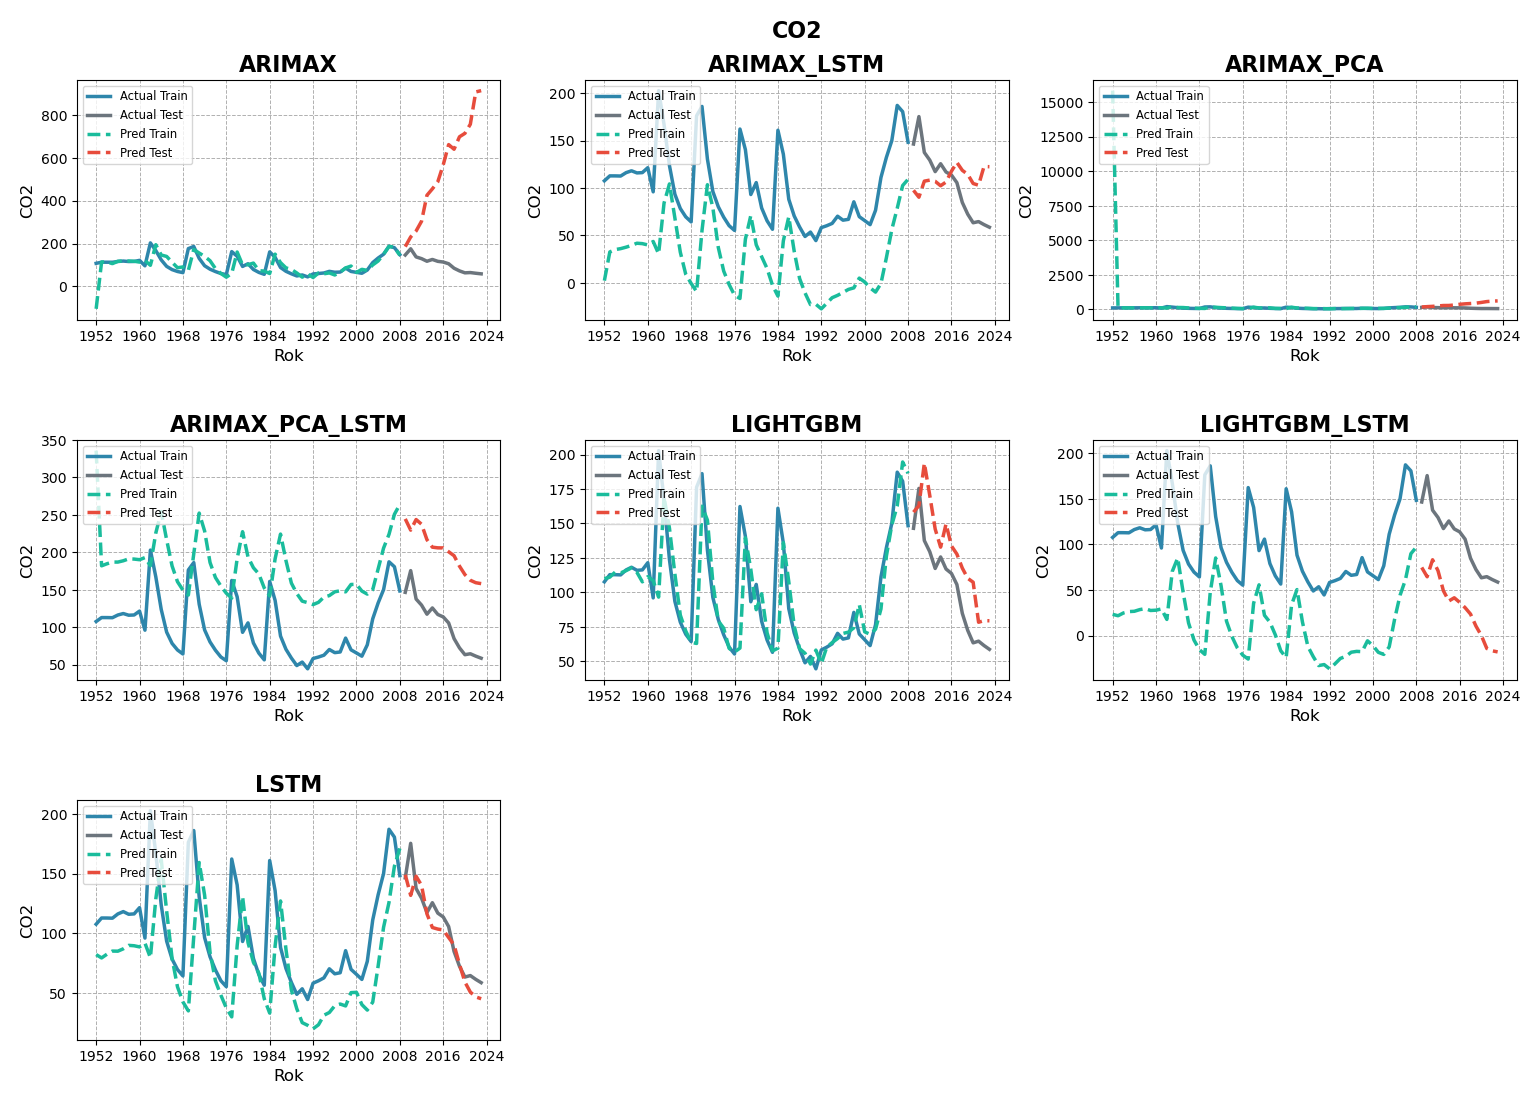 CO2
ARIMAX
Actual Train
Actual Test
Pred Train
Pred Test
800
600
400
200
0
CO2
1952 1960 1968 1976 1984 1992 2000 2008 2016 2024
Rok
ARIMAX_LSTM
Actual Train
Actual Test
Pred Train
Pred Test
200
150
100
50
0
CO2
1952 1960 1968 1976 1984 1992 2000 2008 2016 2024
Rok
ARIMAX_PCA
Actual Train
Actual Test
Pred Train
Pred Test
15000
12500
10000
7500
5000
2500
0
CO2
1952 1960 1968 1976 1984 1992 2000 2008 2016 2024
Rok
ARIMAX_PCA_LSTM
Actual Train
Actual Test
Pred Train
Pred Test
350
300
250
200
150
100
50
CO2
1952 1960 1968 1976 1984 1992 2000 2008 2016 2024
Rok
LIGHTGBM
Actual Train
Actual Test
Pred Train
Pred Test
200
175
150
125
100
75
50
CO2
1952 1960 1968 1976 1984 1992 2000 2008 2016 2024
Rok
LIGHTGBM_LSTM
Actual Train
Actual Test
Pred Train
Pred Test
200
150
100
50
0
CO2
1952 1960 1968 1976 1984 1992 2000 2008 2016 2024
Rok
LSTM
Actual Train
Actual Test
Pred Train
Pred Test
200
150
100
50
CO2
1952 1960 1968 1976 1984 1992 2000 2008 2016 2024
Rok